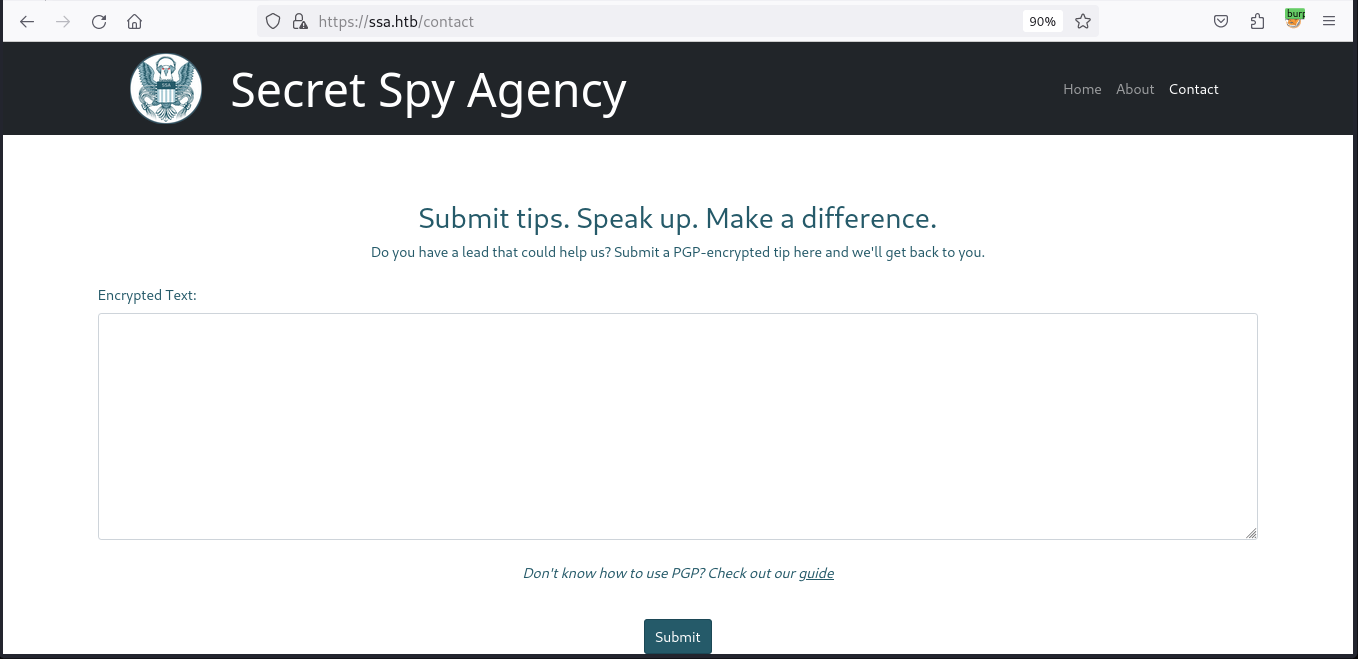 https://ssa.htb/contact
90%
burp
Secret Spy Agency
Home About Contact
Submit tips. Speak up. Make a difference.
Do you have a lead that could help us? Submit a PGP-encrypted tip here and we'll get back to you.
Encrypted Text:
Don't know how to use PGP? Check out our guide
Submit